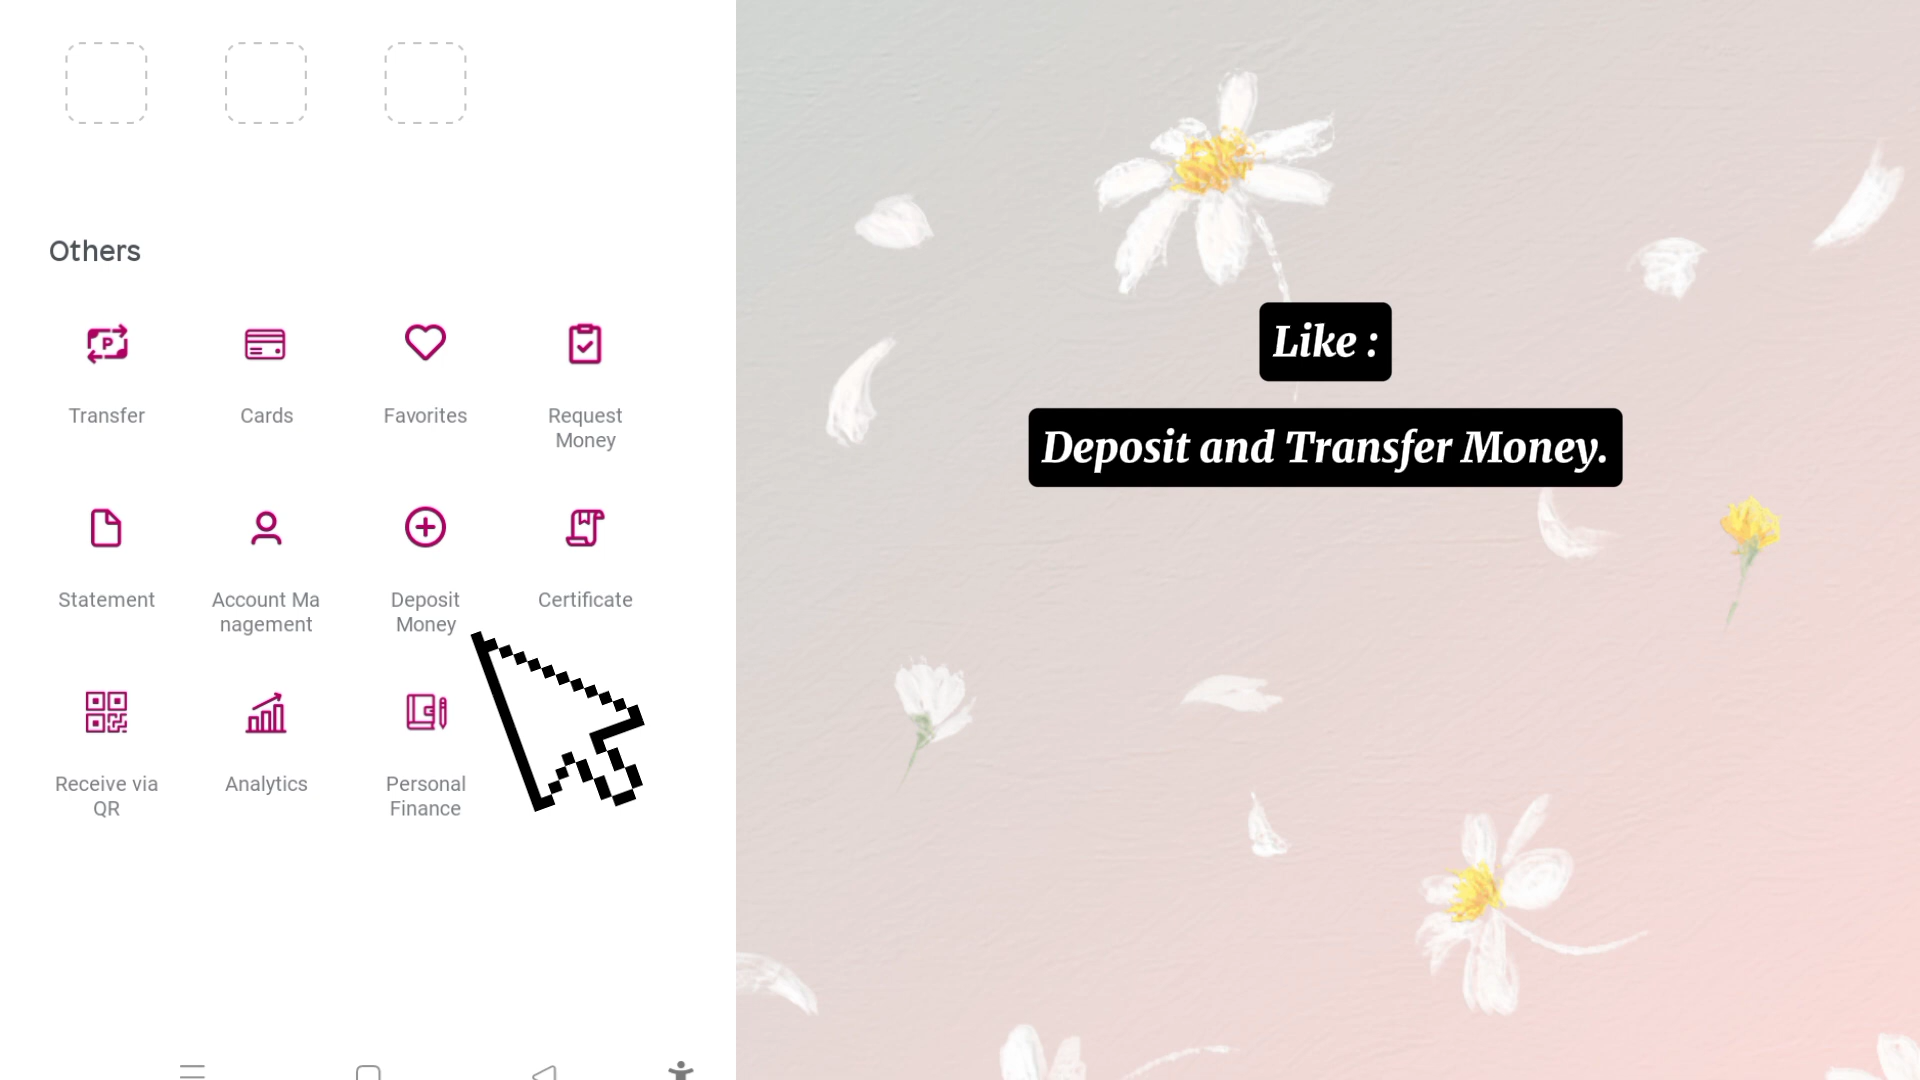 Others
Transfer
Cards
Favorites
Request
Money
Statement
Account Ma
nagement
Deposit
Money
Certificate
Receive via
QR
Analytics
Personal
Finance
Like :
Deposit and Transfer Money.